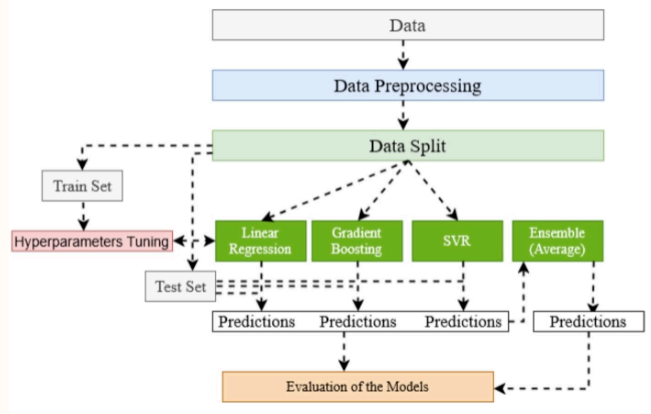 Data
Data Preprocessing
Data Split
Train Set
Hyperparameters Tuning
Linear
Regression
Gradient
Boosting
SVR
Ensemble
(Average)
Test Set
Predictions
Predictions
Predictions
Predictions
Evaluation of the Models